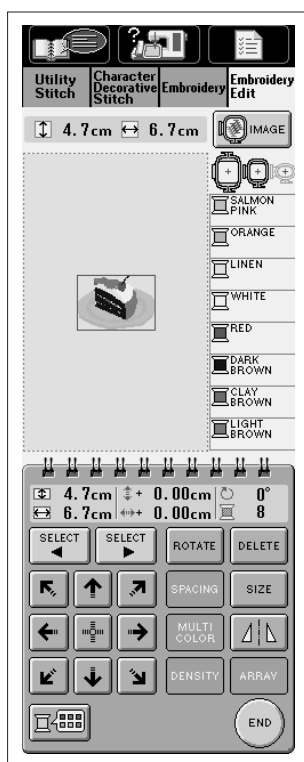 Utility
Stitch
Character
Decorative
Stitch
Embroidery
Embroidery
Edit
4.7cm 6.7cm
IMAGE
SALMON
PINK
ORANGE
LINEN
WHITE
RED
DARK
BROWN
CLAY
BROWN
LIGHT
BROWN
4.7cm + 0.00cm 0°
6.7cm + 0.00cm 8
SELECT
SELECT
ROTATE
DELETE
SPACING
SIZE
MULTI
COLOR
DENSITY
ARRAY
END